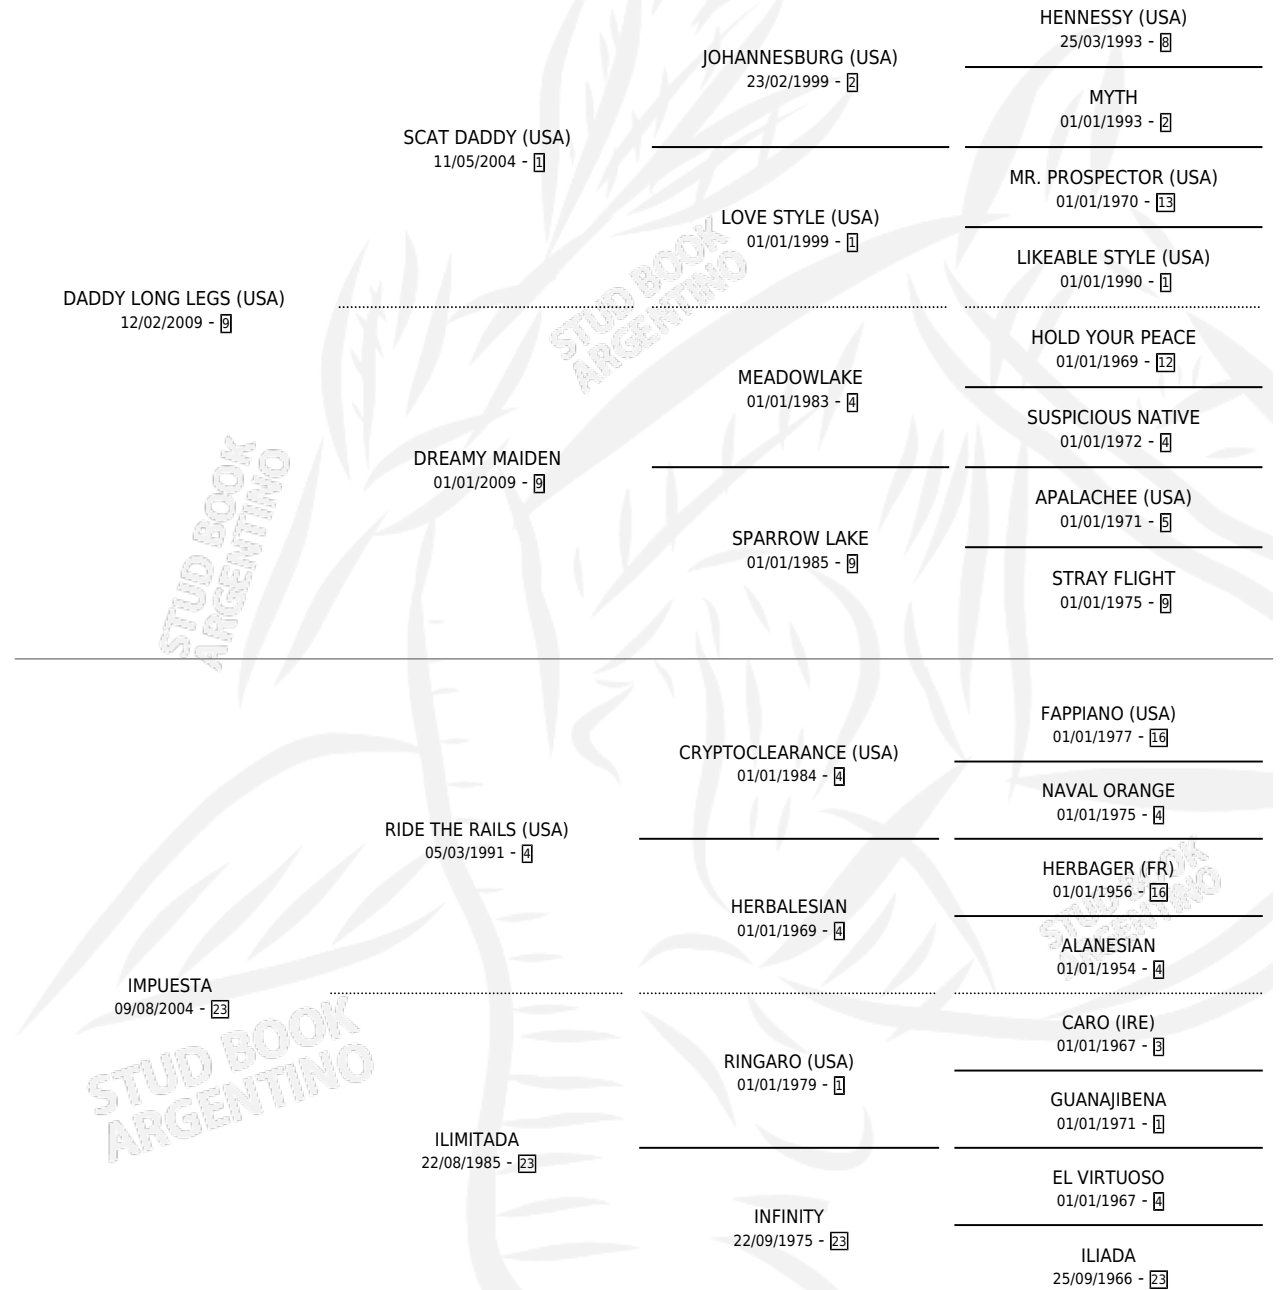 HENNESSY (USA)
25/03/1993 - 8
JOHANNESBURG (USA)
23/02/1999 - 2
MYTH
01/01/1993 - 2
SCAT DADDY (USA)
11/05/2004 - 1
MR. PROSPECTOR (USA)
01/01/1970 - 13
LOVE STYLE (USA)
01/01/1999 - 1
LIKEABLE STYLE (USA)
01/01/1990 - 1
STUD BOOK
ARGENTINO
DADDY LONG LEGS (USA)
12/02/2009 - 9
HOLD YOUR PEACE
01/01/1969 - 12
MEADOWLAKE
01/01/1983 - 4
SUSPICIOUS NATIVE
01/01/1972 - 4
DREAMY MAIDEN
01/01/2009 - 9
APALACHEE (USA)
01/01/1971 - 5
SPARROW LAKE
01/01/1985 - 9
STRAY FLIGHT
01/01/1975 - 9
STUD BOOK
ARGENTINO
FAPPIANO (USA)
01/01/1977 - 16
CRYPTOCLEARANCE (USA)
01/01/1984 - 4
NAVAL ORANGE
01/01/1975 - 4
RIDE THE RAILS (USA)
05/03/1991 - 4
HERBAGER (FR)
01/01/1956 - 16
HERBALESIAN
01/01/1969 - 4
ALANESIAN
01/01/1954 - 4
STUD BOOK
ARGENTINO
IMPUESTA
09/08/2004 - 23
CARO (IRE)
01/01/1967 - 3
RINGARO (USA)
01/01/1979 - 1
GUANAJIBENA
01/01/1971 - 1
STUD BOOK
ARGENTINO
ILIMITADA
22/08/1985 - 23
EL VIRTUOSO
01/01/1967 - 4
INFINITY
22/09/1975 - 23
ILIADA
25/09/1966 - 23